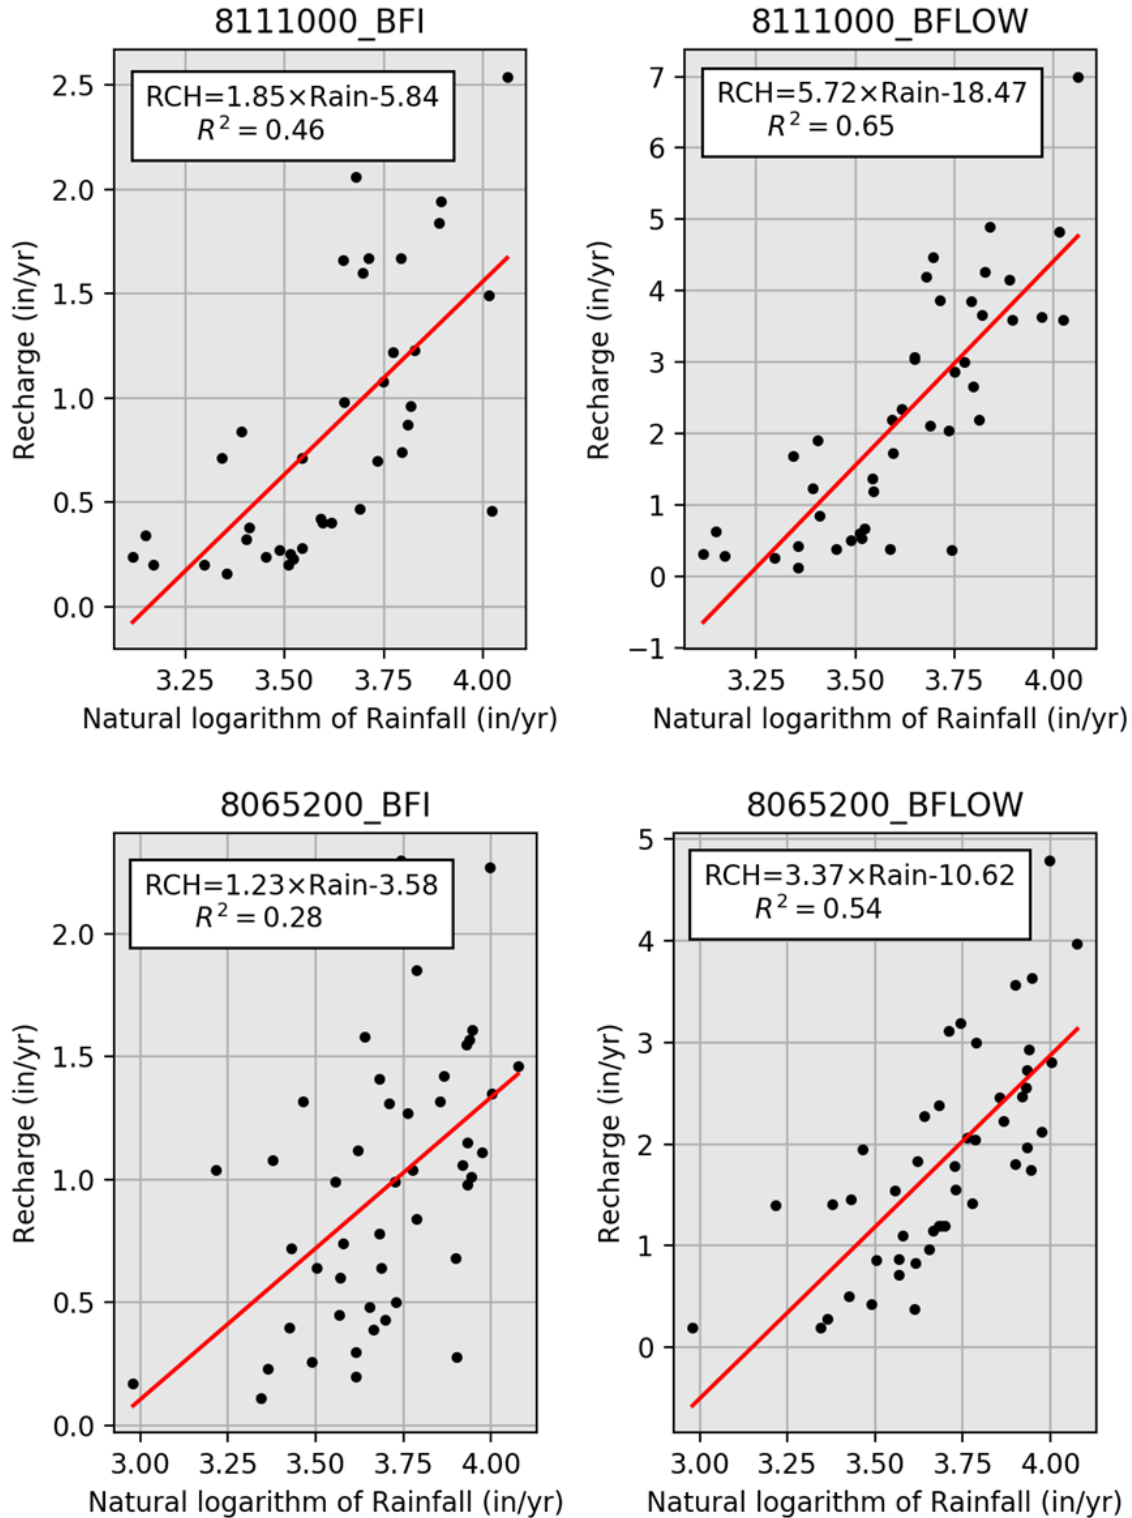 8111000_BFI
RCH=1.85×Rain-5.84
R² = 0.46
2.5
2.0
1.5
1.0
0.5
0.0
Recharge (in/yr)
3.25 3.50 3.75 4.00
Natural logarithm of Rainfall (in/yr)
8111000_BFLOW
RCH=5.72×Rain-18.47
R² = 0.65
7
6
5
4
3
2
1
0
−1
Recharge (in/yr)
3.25 3.50 3.75 4.00
Natural logarithm of Rainfall (in/yr)
8065200_BFI
RCH=1.23×Rain-3.58
R² = 0.28
2.0
1.5
1.0
0.5
0.0
Recharge (in/yr)
3.00 3.25 3.50 3.75 4.00
Natural logarithm of Rainfall (in/yr)
8065200_BFLOW
RCH=3.37×Rain-10.62
R² = 0.54
5
4
3
2
1
0
Recharge (in/yr)
3.00 3.25 3.50 3.75 4.00
Natural logarithm of Rainfall (in/yr)